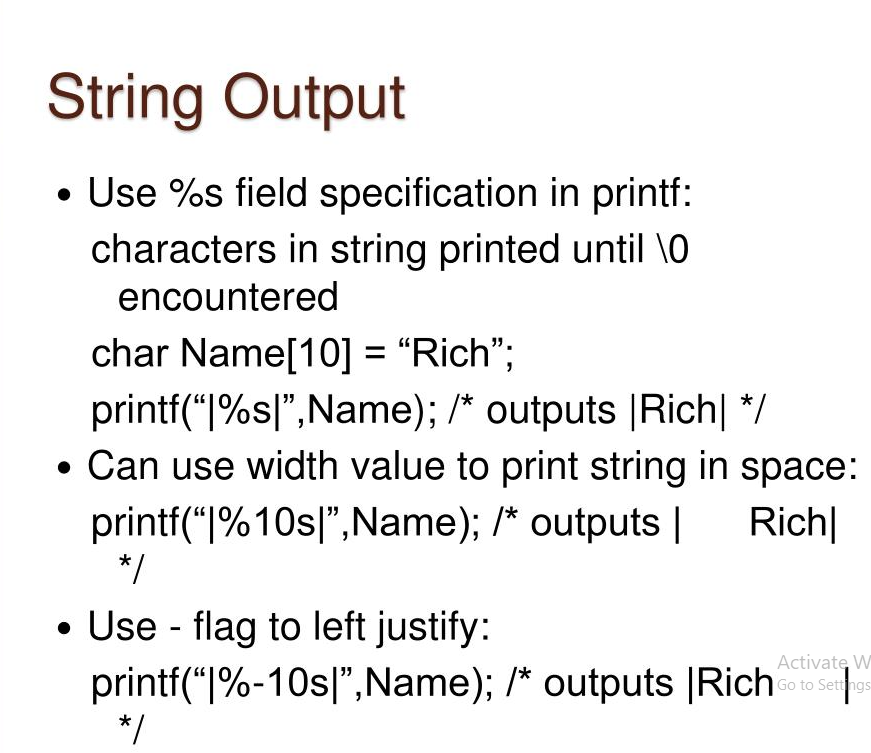 String Output
• Use %s field specification in printf:
characters in string printed until \0
encountered
char Name[10] = “Rich”;
printf(“|%s|”,Name); /* outputs |Rich| */
• Can use width value to print string in space:
printf(“|%10s|”,Name); /* outputs |      Rich|
*/
• Use - flag to left justify:
printf(“|%-10s|”,Name); /* outputs |Rich      |
*/
Activate W
Go to Settings